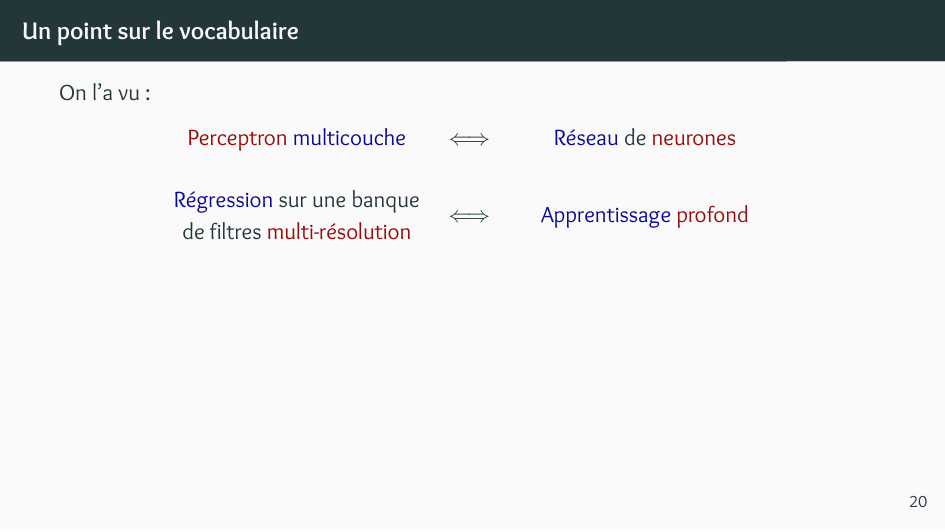 Un point sur le vocabulaire
On l'a vu :
Perceptron multicouche ⟺ Réseau de neurones
Régression sur une banque
de filtres multi-résolution ⟺ Apprentissage profond
20